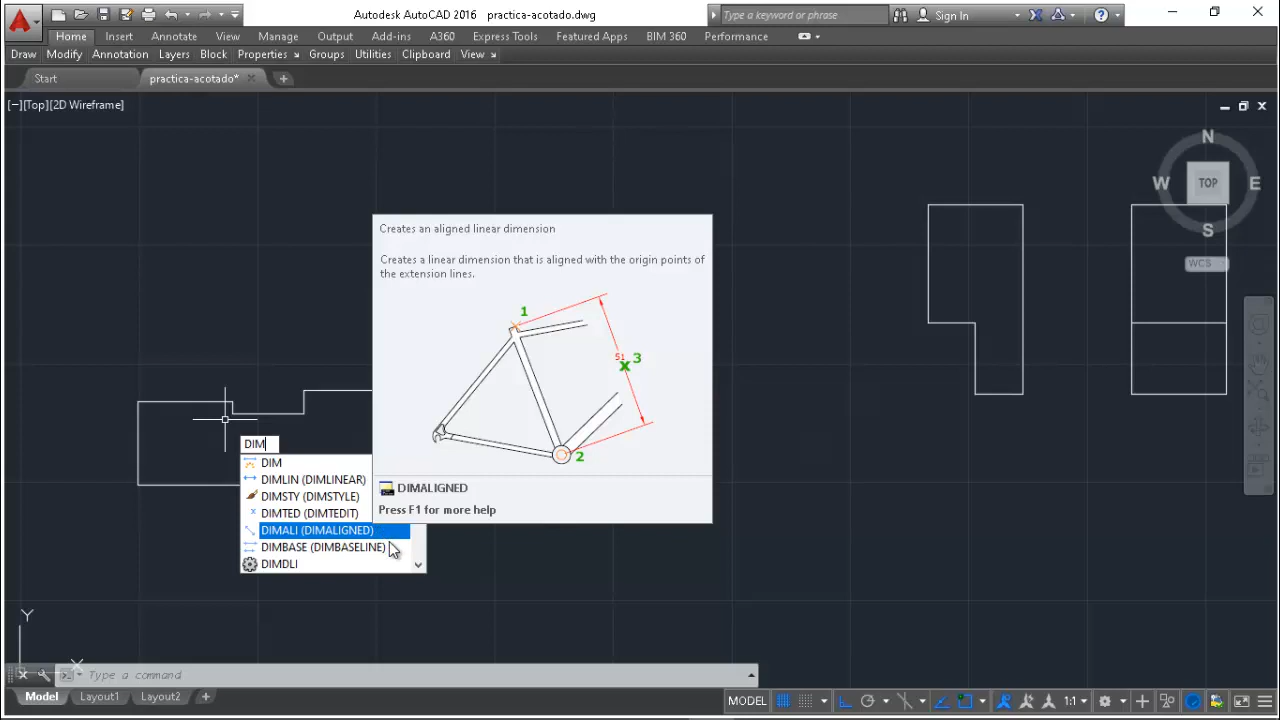 Autodesk AutoCAD 2016 practica-acotado.dwg
Type a keyword or phrase
Sign In
Home Insert Annotate View Manage Output Add-ins A360 Express Tools Featured Apps BIM 360 Performance
Draw Modify Annotation Layers Block Properties Groups Utilities Clipboard View
Start
practica-acotado*
[−][Top][2D Wireframe]
N
W TOP E
S
WCS
Creates an aligned linear dimension
Creates a linear dimension that is aligned with the origin points of
the extension lines.
1
51
3
2
DIMALIGNED
Press F1 for more help
DIM
DIM
DIMLIN (DIMLINEAR)
DIMSTY (DIMSTYLE)
DIMTED (DIMTEDIT)
DIMALI (DIMALIGNED)
DIMBASE (DIMBASELINE)
DIMDLI
Y
X
Type a command
Model Layout1 Layout2 +
MODEL
1:1